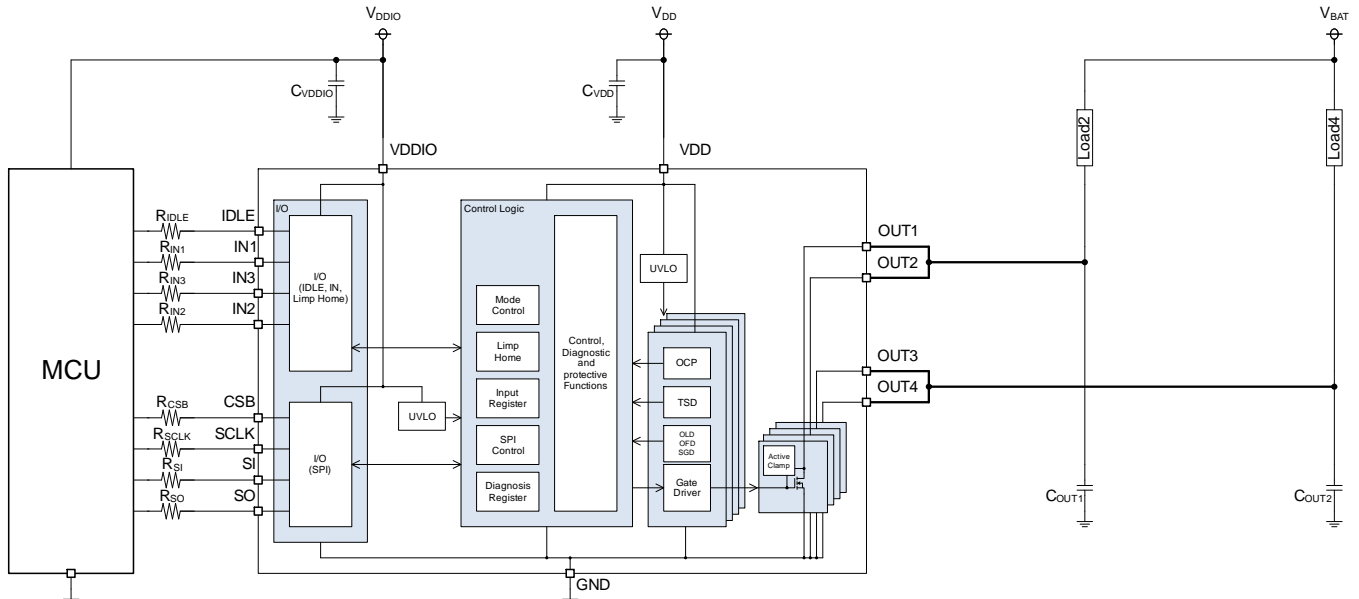 VDDIO
VDD
VBAT
CVDDIO
CVDD
Load2
Load4
VDDIO
VDD
MCU
RIDLE
IDLE
RIN1
IN1
RIN3
IN3
RIN2
IN2
RCSB
CSB
RSCLK
SCLK
RSI
SI
RSO
SO
I/O
I/O
(IDLE, IN,
Limp Home)
I/O
(SPI)
UVLO
Control Logic
Mode
Control
Limp
Home
Input
Register
SPI
Control
Diagnosis
Register
Control,
Diagnostic
and
protective
Functions
UVLO
OCP
TSD
OLD
OFD
SGD
Gate
Driver
Active
Clamp
OUT1
OUT2
OUT3
OUT4
COUT1
COUT2
GND